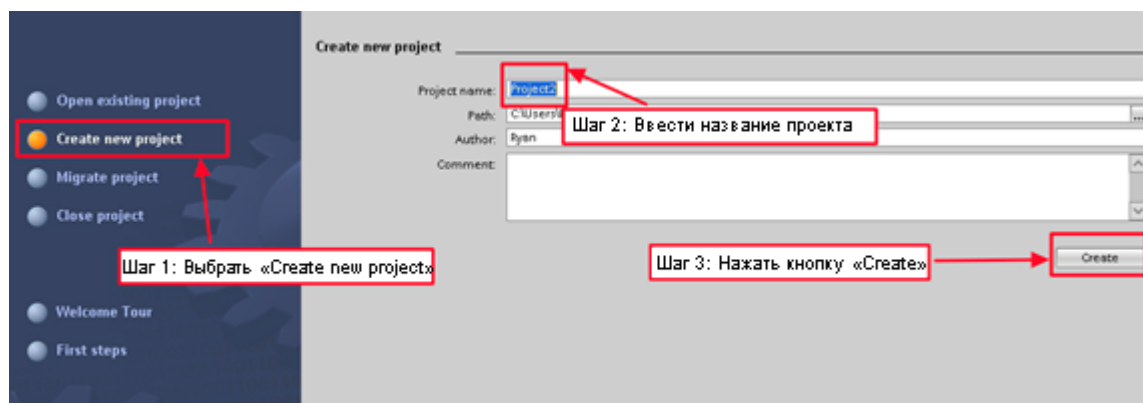 Create new project
Open existing project
Create new project
Migrate project
Close project
Welcome Tour
First steps
Project name: Project2
Path: C:\Users\
Author: Ryan
Comment:
Шаг 2: Ввести название проекта
Шаг 1: Выбрать «Create new project»
Шаг 3: Нажать кнопку «Create»
Create
...